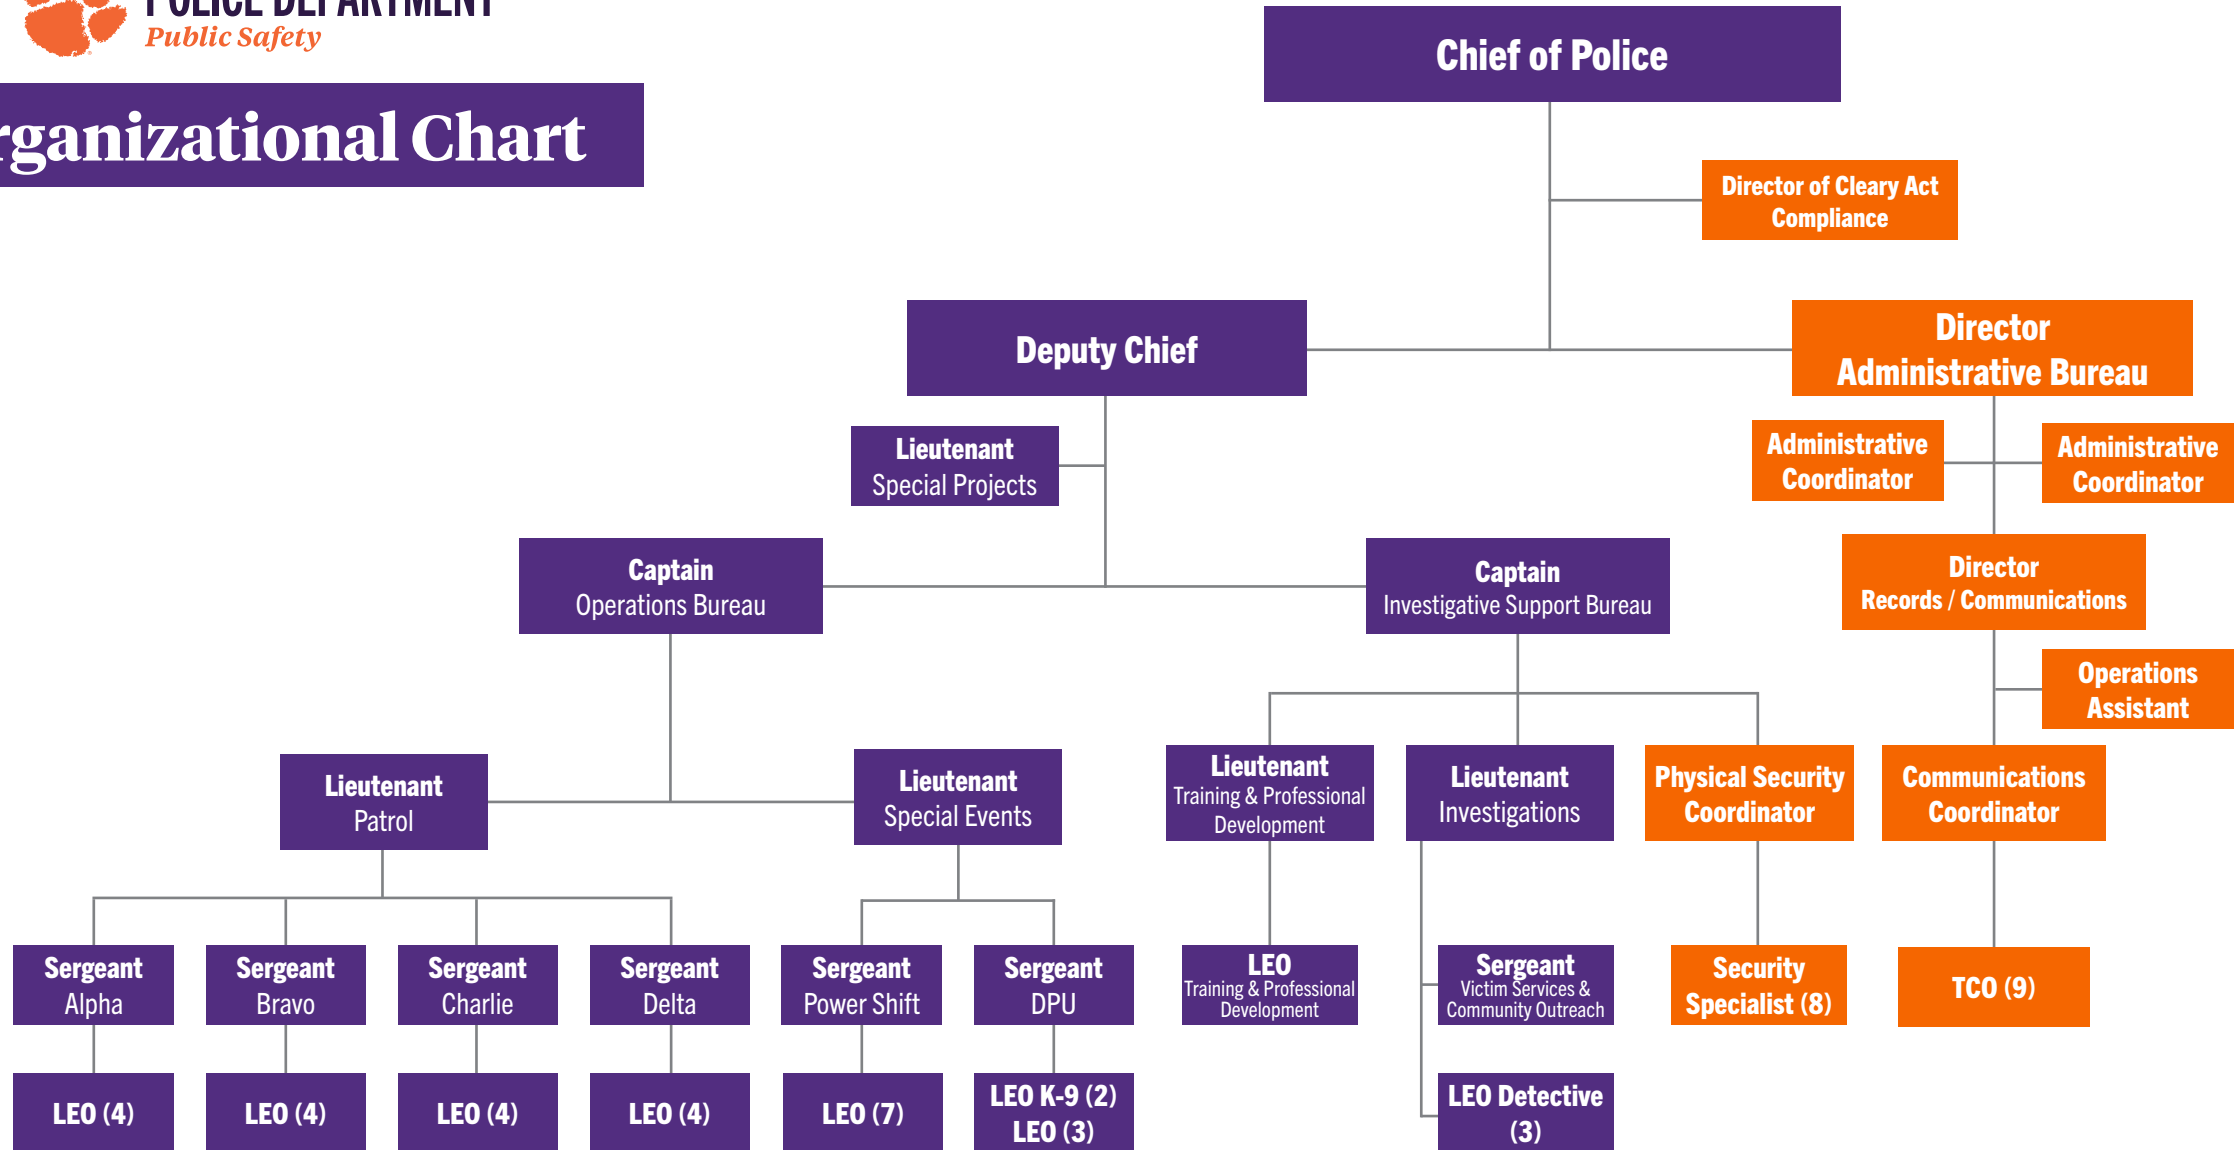 POLICE DEPARTMENT
Public Safety
rganizational Chart
Chief of Police
Director of Cleary Act
Compliance
Deputy Chief
Director
Administrative Bureau
Lieutenant
Special Projects
Administrative
Coordinator
Administrative
Coordinator
Captain
Operations Bureau
Captain
Investigative Support Bureau
Director
Records / Communications
Operations
Assistant
Lieutenant
Patrol
Lieutenant
Special Events
Lieutenant
Training & Professional
Development
Lieutenant
Investigations
Physical Security
Coordinator
Communications
Coordinator
Sergeant
Alpha
Sergeant
Bravo
Sergeant
Charlie
Sergeant
Delta
Sergeant
Power Shift
Sergeant
DPU
LEO
Training & Professional
Development
Sergeant
Victim Services &
Community Outreach
Security
Specialist (8)
TCO (9)
LEO (4)
LEO (4)
LEO (4)
LEO (4)
LEO (7)
LEO K-9 (2)
LEO (3)
LEO Detective
(3)